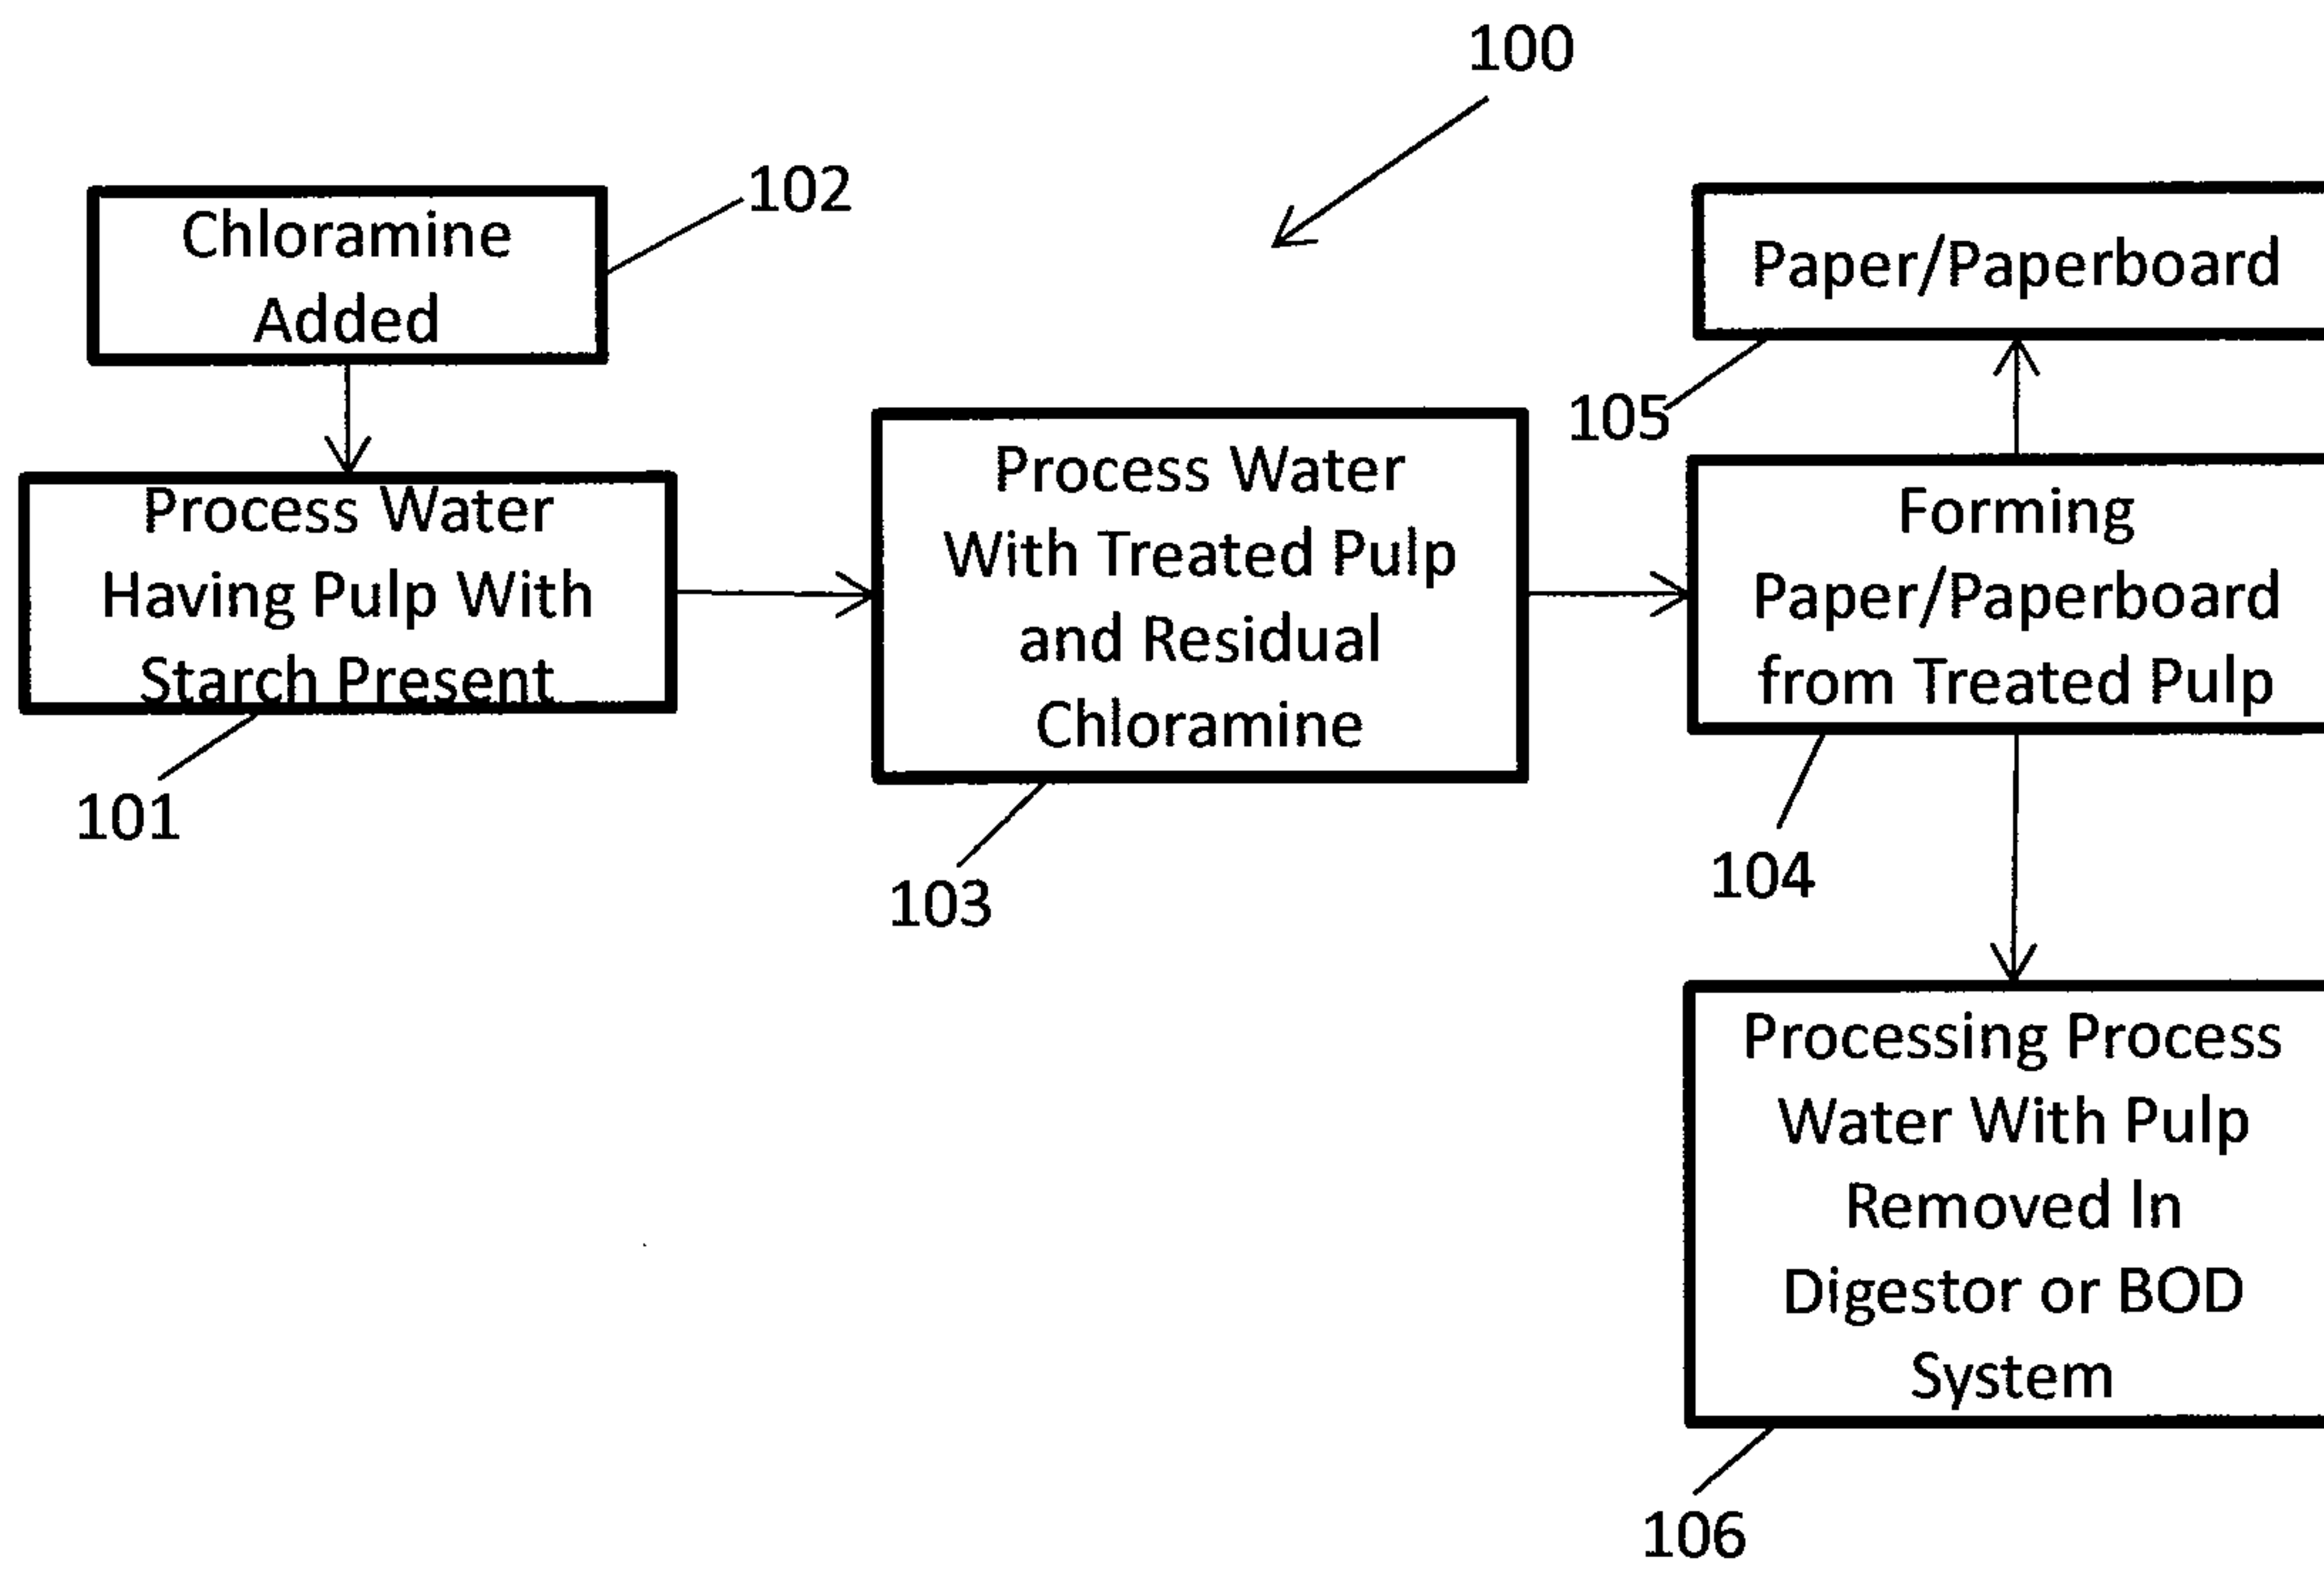 100
102
Chloramine
Added
Paper/Paperboard
105
Process Water
Having Pulp With
Starch Present
101
Process Water
With Treated Pulp
and Residual
Chloramine
103
Forming
Paper/Paperboard
from Treated Pulp
104
Processing Process
Water With Pulp
Removed In
Digestor or BOD
System
106